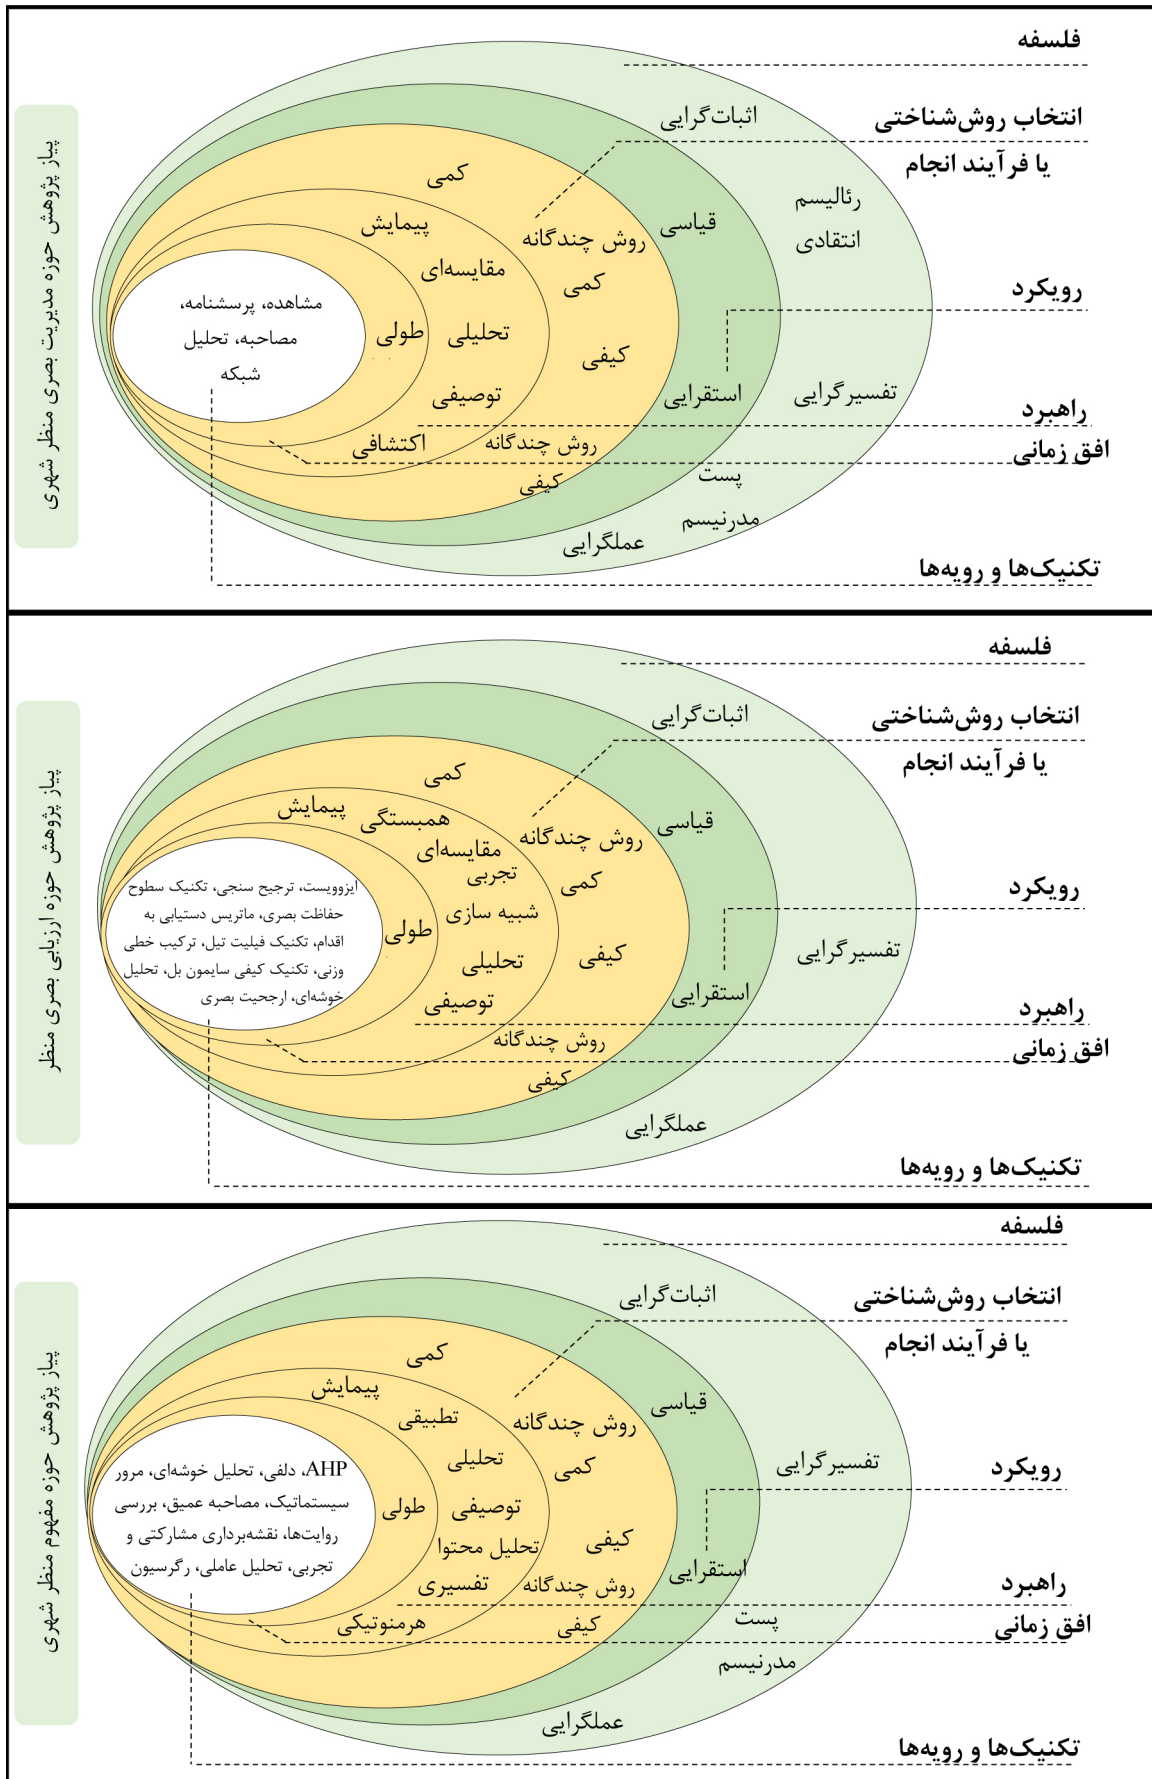 پیاز پژوهش حوزه مدیریت بصری منظر شهری
فلسفه
انتخاب روش‌شناختی
یا فرآیند انجام
رویکرد
راهبرد
افق زمانی
تکنیک‌ها و رویه‌ها
اثبات‌گرایی
رئالیسم
انتقادی
تفسیرگرایی
پست
مدرنیسم
عملگرایی
قیاسی
استقرایی
کمی
روش چندگانه
کمی
کیفی
روش چندگانه
کیفی
پیمایش
مقایسه‌ای
تحلیلی
توصیفی
اکتشافی
طولی
مشاهده، پرسشنامه،
مصاحبه، تحلیل
شبکه
پیاز پژوهش حوزه ارزیابی بصری منظر
فلسفه
انتخاب روش‌شناختی
یا فرآیند انجام
رویکرد
راهبرد
افق زمانی
تکنیک‌ها و رویه‌ها
اثبات‌گرایی
تفسیرگرایی
عملگرایی
قیاسی
استقرایی
کمی
روش چندگانه
کمی
کیفی
روش چندگانه
کیفی
پیمایش
همبستگی
مقایسه‌ای
تجربی
شبیه سازی
تحلیلی
توصیفی
طولی
ایزوویست، ترجیح سنجی، تکنیک سطوح
حفاظت بصری، ماتریس دستیابی به
اقدام، تکنیک فیلیت تیل، ترکیب خطی
وزنی، تکنیک کیفی سایمون بل، تحلیل
خوشه‌ای، ارجحیت بصری
پیاز پژوهش حوزه مفهوم منظر شهری
فلسفه
انتخاب روش‌شناختی
یا فرآیند انجام
رویکرد
راهبرد
افق زمانی
تکنیک‌ها و رویه‌ها
اثبات‌گرایی
تفسیرگرایی
پست
مدرنیسم
عملگرایی
قیاسی
استقرایی
کمی
روش چندگانه
کمی
کیفی
روش چندگانه
کیفی
پیمایش
تطبیقی
تحلیلی
توصیفی
تحلیل محتوا
تفسیری
هرمنوتیکی
طولی
AHP، دلفی، تحلیل خوشه‌ای، مرور
سیستماتیک، مصاحبه عمیق، بررسی
روایت‌ها، نقشه‌برداری مشارکتی و
تجربی، تحلیل عاملی، رگرسیون